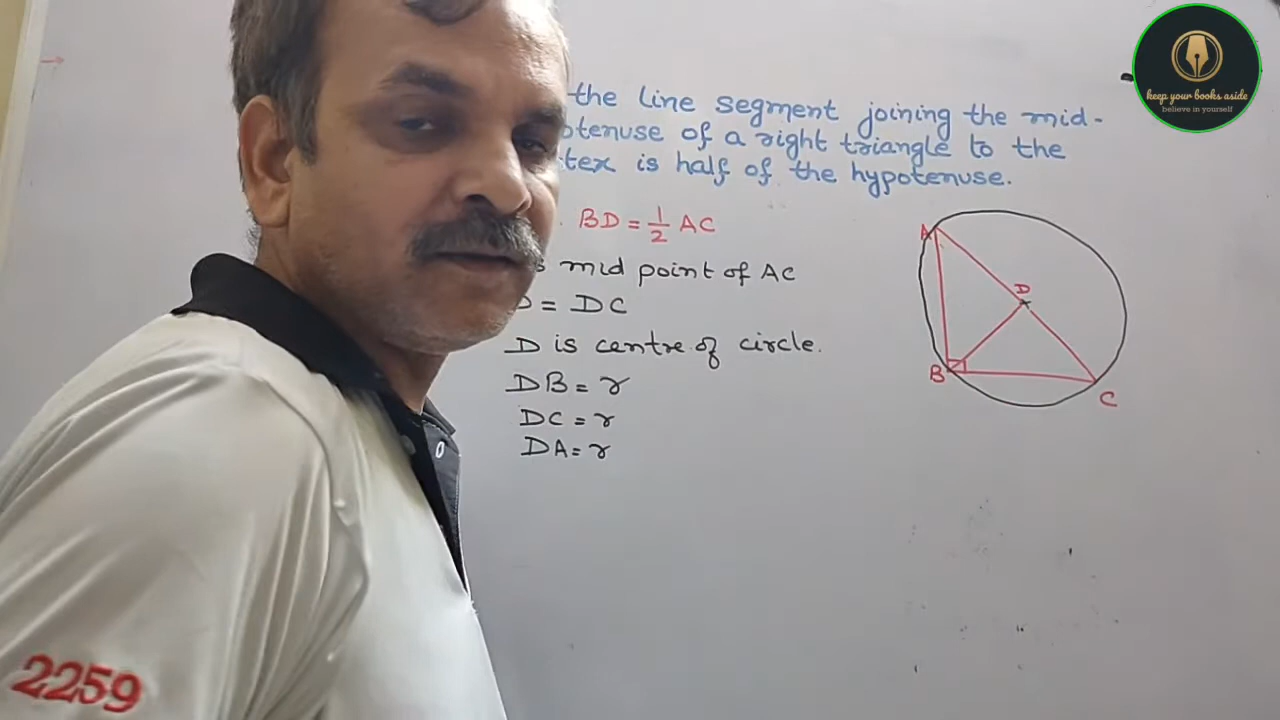 the line segment joining the mid-
otenuse of a right triangle to the
tex is half of the hypotenuse.
BD = 1/2 AC
mid point of AC
D = DC
D is centre of circle.
DB = r
DC = r
DA = r
A
D
B
C
keep your books aside
believe in yourself
2259